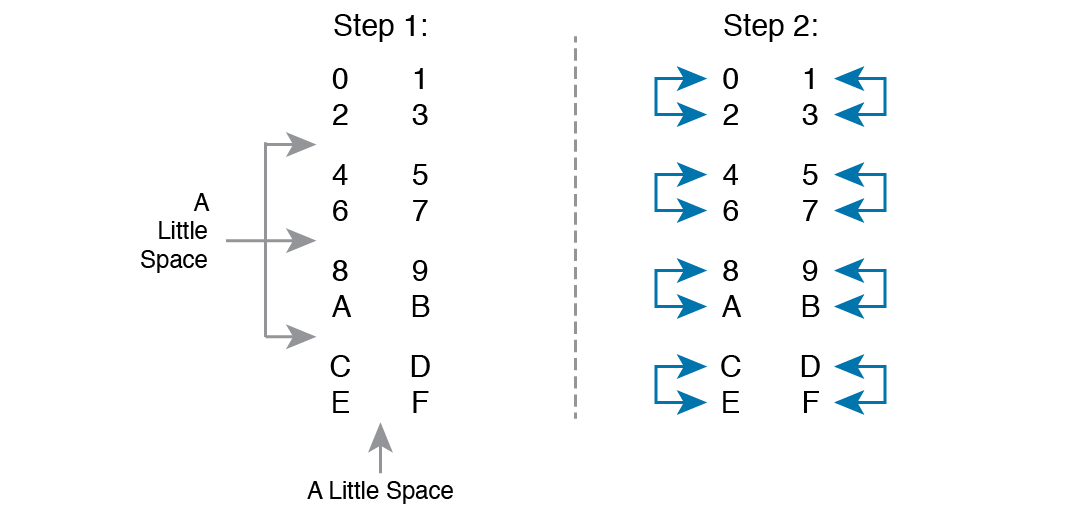 Step 1:
0 1
2 3
4 5
6 7
8 9
A B
C D
E F
A
Little
Space
A Little Space
Step 2:
0 1
2 3
4 5
6 7
8 9
A B
C D
E F